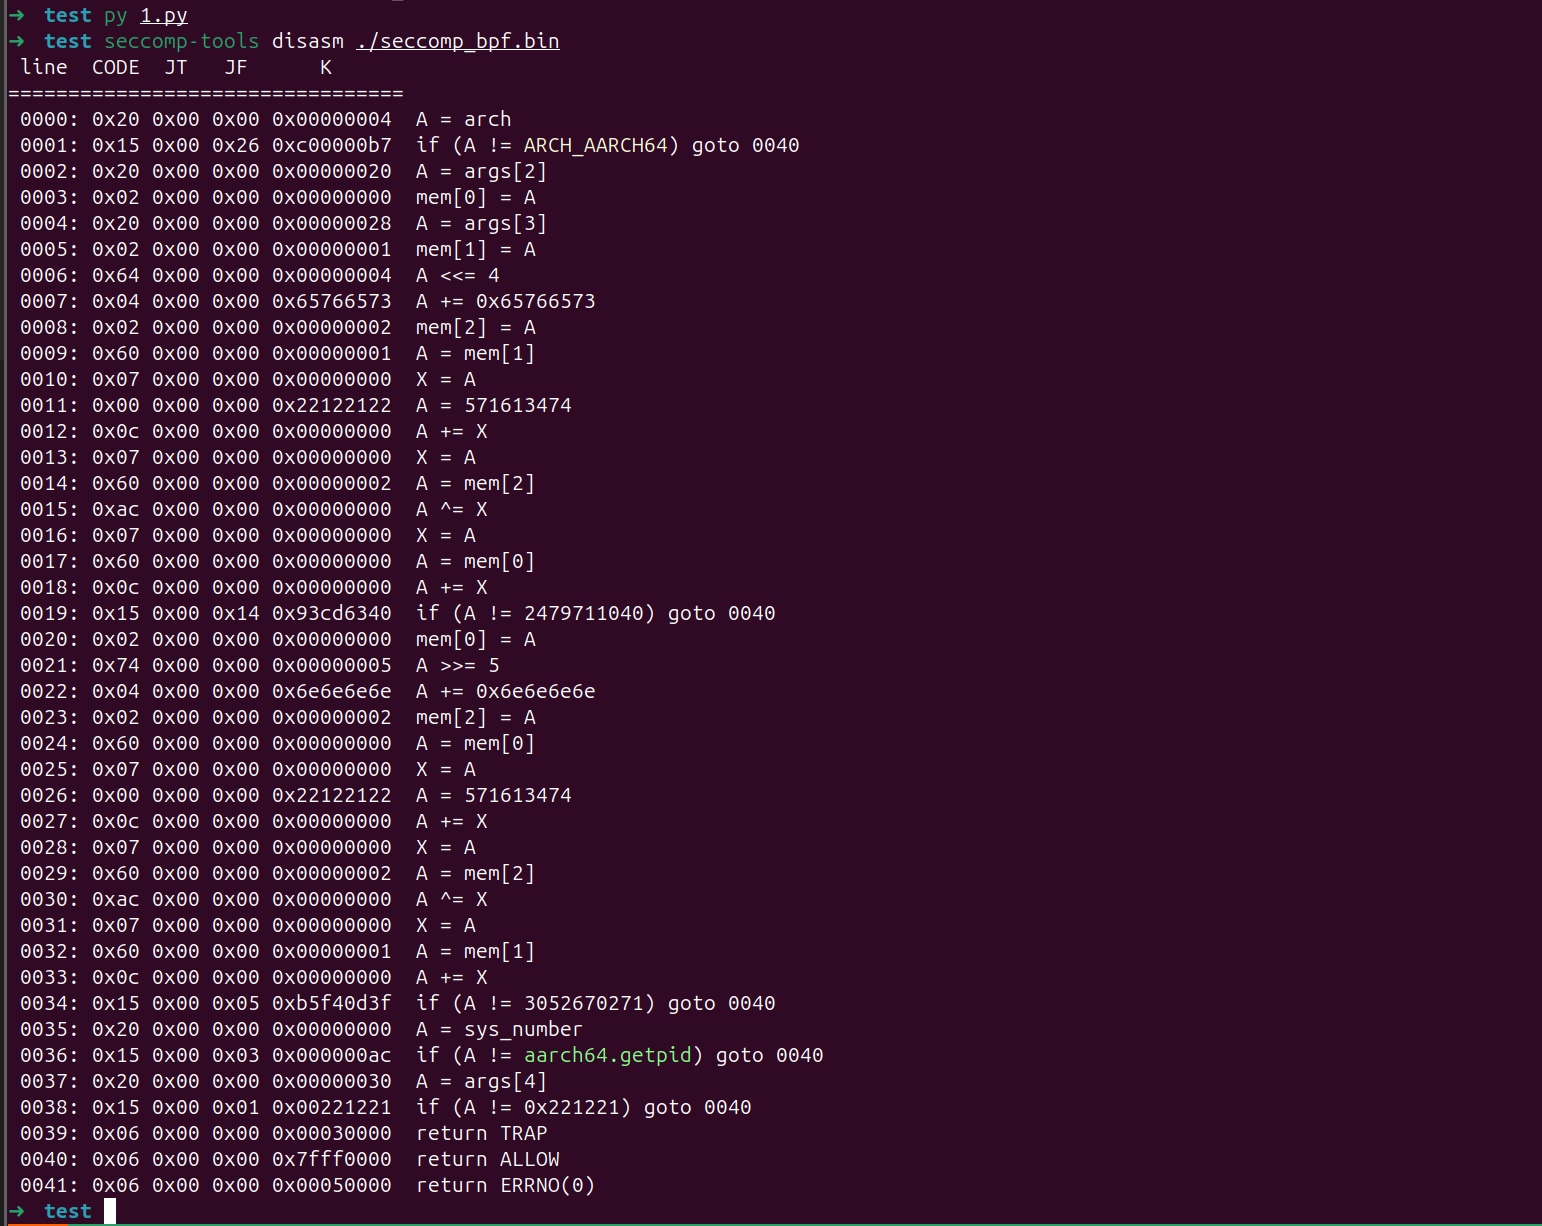 ➜  test py 1.py
➜  test seccomp-tools disasm ./seccomp_bpf.bin
 line  CODE  JT   JF      K
=================================
 0000: 0x20 0x00 0x00 0x00000004  A = arch
 0001: 0x15 0x00 0x26 0xc00000b7  if (A != ARCH_AARCH64) goto 0040
 0002: 0x20 0x00 0x00 0x00000020  A = args[2]
 0003: 0x02 0x00 0x00 0x00000000  mem[0] = A
 0004: 0x20 0x00 0x00 0x00000028  A = args[3]
 0005: 0x02 0x00 0x00 0x00000001  mem[1] = A
 0006: 0x64 0x00 0x00 0x00000004  A <<= 4
 0007: 0x04 0x00 0x00 0x65766573  A += 0x65766573
 0008: 0x02 0x00 0x00 0x00000002  mem[2] = A
 0009: 0x60 0x00 0x00 0x00000001  A = mem[1]
 0010: 0x07 0x00 0x00 0x00000000  X = A
 0011: 0x00 0x00 0x00 0x22122122  A = 571613474
 0012: 0x0c 0x00 0x00 0x00000000  A += X
 0013: 0x07 0x00 0x00 0x00000000  X = A
 0014: 0x60 0x00 0x00 0x00000002  A = mem[2]
 0015: 0xac 0x00 0x00 0x00000000  A ^= X
 0016: 0x07 0x00 0x00 0x00000000  X = A
 0017: 0x60 0x00 0x00 0x00000000  A = mem[0]
 0018: 0x0c 0x00 0x00 0x00000000  A += X
 0019: 0x15 0x00 0x14 0x93cd6340  if (A != 2479711040) goto 0040
 0020: 0x02 0x00 0x00 0x00000000  mem[0] = A
 0021: 0x74 0x00 0x00 0x00000005  A >>= 5
 0022: 0x04 0x00 0x00 0x6e6e6e6e  A += 0x6e6e6e6e
 0023: 0x02 0x00 0x00 0x00000002  mem[2] = A
 0024: 0x60 0x00 0x00 0x00000000  A = mem[0]
 0025: 0x07 0x00 0x00 0x00000000  X = A
 0026: 0x00 0x00 0x00 0x22122122  A = 571613474
 0027: 0x0c 0x00 0x00 0x00000000  A += X
 0028: 0x07 0x00 0x00 0x00000000  X = A
 0029: 0x60 0x00 0x00 0x00000002  A = mem[2]
 0030: 0xac 0x00 0x00 0x00000000  A ^= X
 0031: 0x07 0x00 0x00 0x00000000  X = A
 0032: 0x60 0x00 0x00 0x00000001  A = mem[1]
 0033: 0x0c 0x00 0x00 0x00000000  A += X
 0034: 0x15 0x00 0x05 0xb5f40d3f  if (A != 3052670271) goto 0040
 0035: 0x20 0x00 0x00 0x00000000  A = sys_number
 0036: 0x15 0x00 0x03 0x000000ac  if (A != aarch64.getpid) goto 0040
 0037: 0x20 0x00 0x00 0x00000030  A = args[4]
 0038: 0x15 0x00 0x01 0x00221221  if (A != 0x221221) goto 0040
 0039: 0x06 0x00 0x00 0x00030000  return TRAP
 0040: 0x06 0x00 0x00 0x7fff0000  return ALLOW
 0041: 0x06 0x00 0x00 0x00050000  return ERRNO(0)
➜  test